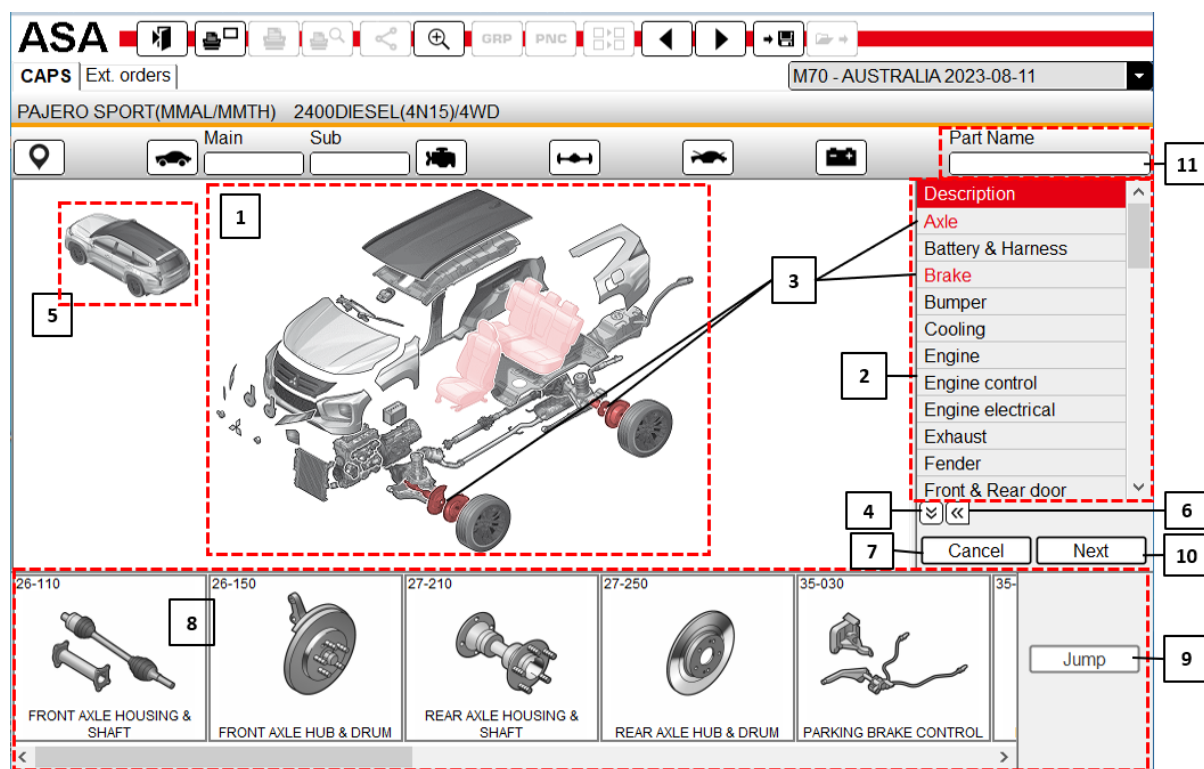 ASA
GRP
PNC
CAPS
Ext. orders
M70 - AUSTRALIA 2023-08-11
PAJERO SPORT(MMAL/MMTH) 2400DIESEL(4N15)/4WD
Main
Sub
Part Name
11
1
5
3
2
Description
Axle
Battery & Harness
Brake
Bumper
Cooling
Engine
Engine control
Engine electrical
Exhaust
Fender
Front & Rear door
4
6
7
Cancel
Next
10
26-110
26-150
27-210
27-250
35-030
35-
8
FRONT AXLE HOUSING &
SHAFT
FRONT AXLE HUB & DRUM
REAR AXLE HOUSING &
SHAFT
REAR AXLE HUB & DRUM
PARKING BRAKE CONTROL
Jump
9